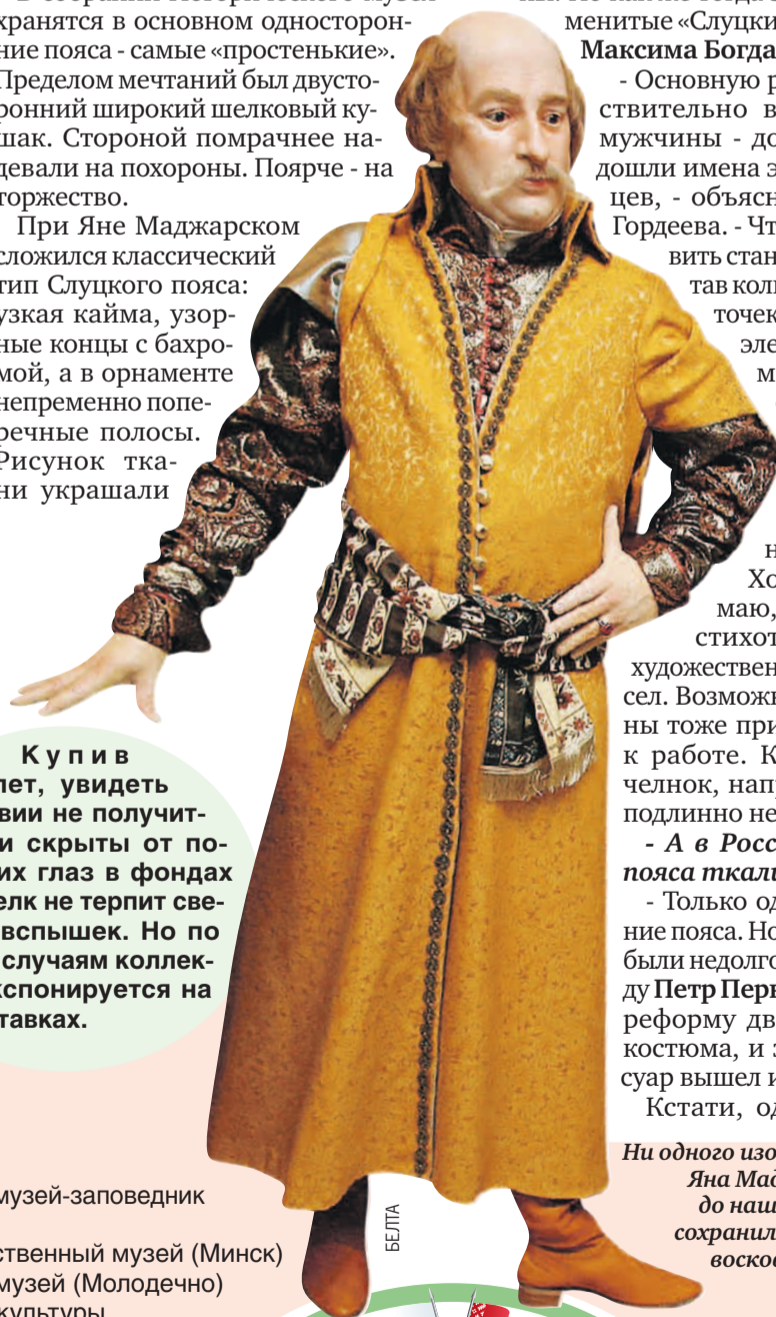 хранятся в основном односторон-
ние пояса - самые «простенькие».
Пределом мечтаний был двусто-
ронний широкий шелковый ку-
шак. Стороной помрачнее на-
девали на похороны. Поярче - на
торжество.
При Яне Маджарском
сложился классический
тип Слуцкого пояса:
узкая кайма, узор-
ные концы с бахро-
мой, а в орнаменте
непременно попе-
речные полосы.
Рисунок тка-
ни украшали
Купив
лет, увидеть
вии не получит-
и скрыты от по-
их глаз в фондах
елк не терпит све-
вспышек. Но по
случаям коллек-
кспонируется на
тавках.
музей-заповедник
ственный музей (Минск)
музей (Молодечно)
культуры
БЕЛТА
менитые «Слуцки
Максима Богда
- Основную р
ствительно в
мужчины - до
дошли имена э
цев, - объясн
Гордеева. - Чт
вить стан
тав кол
точек
эле
м
н
Хо
маю,
стихот
художествен
сел. Возможн
ны тоже при
к работе. К
челнок, нап
подлинно не
- А в Росс
пояса ткали
- Только од
ние пояса. Но
были недолго
ду Петр Перв
реформу дв
костюма, и э
суар вышел и
Кстати, од
Ни одного изо
Яна Мад
до наш
сохранил
воско